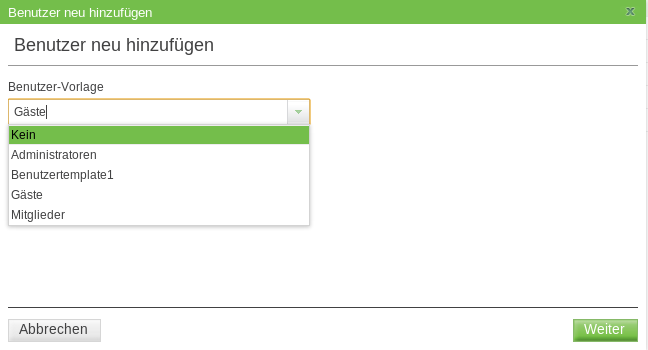 Benutzer neu hinzufügen
Benutzer neu hinzufügen
Benutzer-Vorlage
Gäste
Kein
Administratoren
Benutzertemplate1
Gäste
Mitglieder
Abbrechen
Weiter